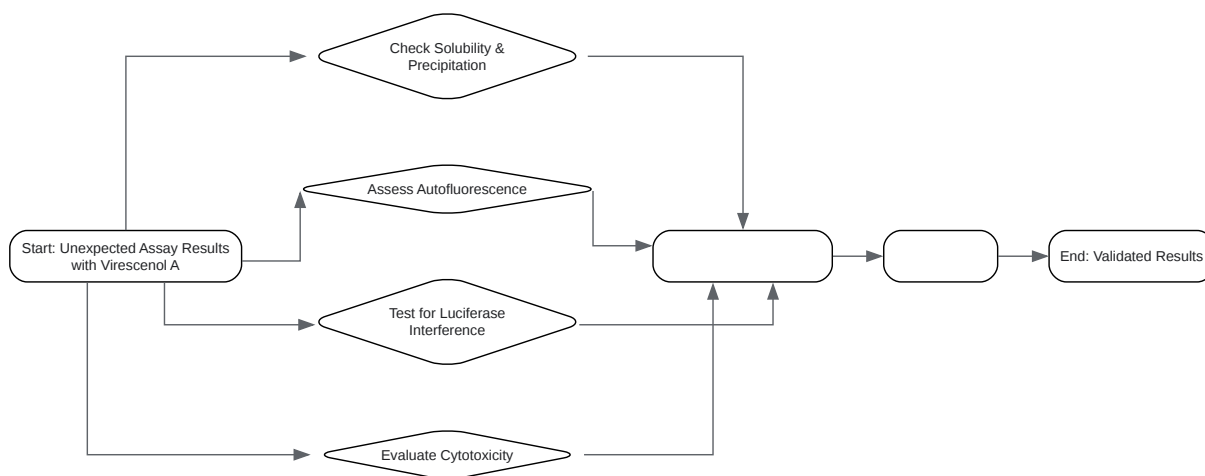 Check Solubility &
Precipitation
Assess Autofluorescence
Start: Unexpected Assay Results
with Virescenol A
End: Validated Results
Test for Luciferase
Interference
Evaluate Cytotoxicity